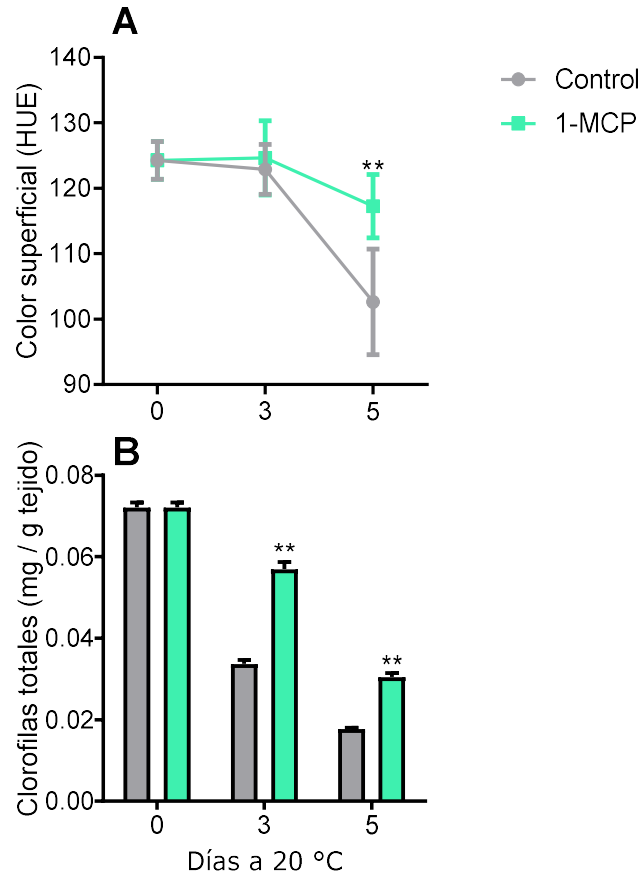 A
Color superficial (HUE)
140
130
120
110
100
90
**
0
3
5
Control
1-MCP
B
Clorofilas totales (mg / g tejido)
0.08
0.06
0.04
0.02
0.00
**
**
0
3
5
Días a 20 °C